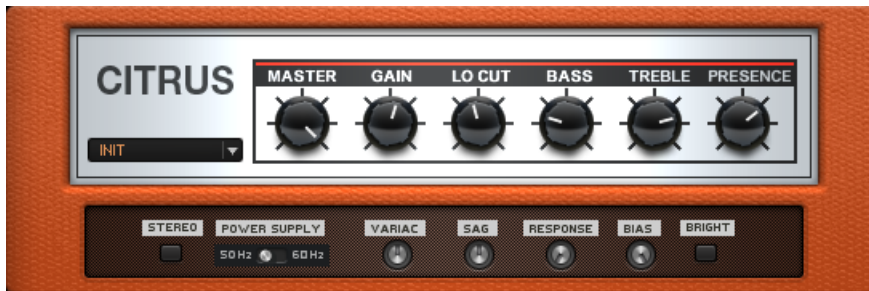 CITRUS
INIT
MASTER GAIN LO CUT BASS TREBLE PRESENCE
STEREO POWER SUPPLY VARIAC SAG RESPONSE BIAS BRIGHT
50Hz 60Hz